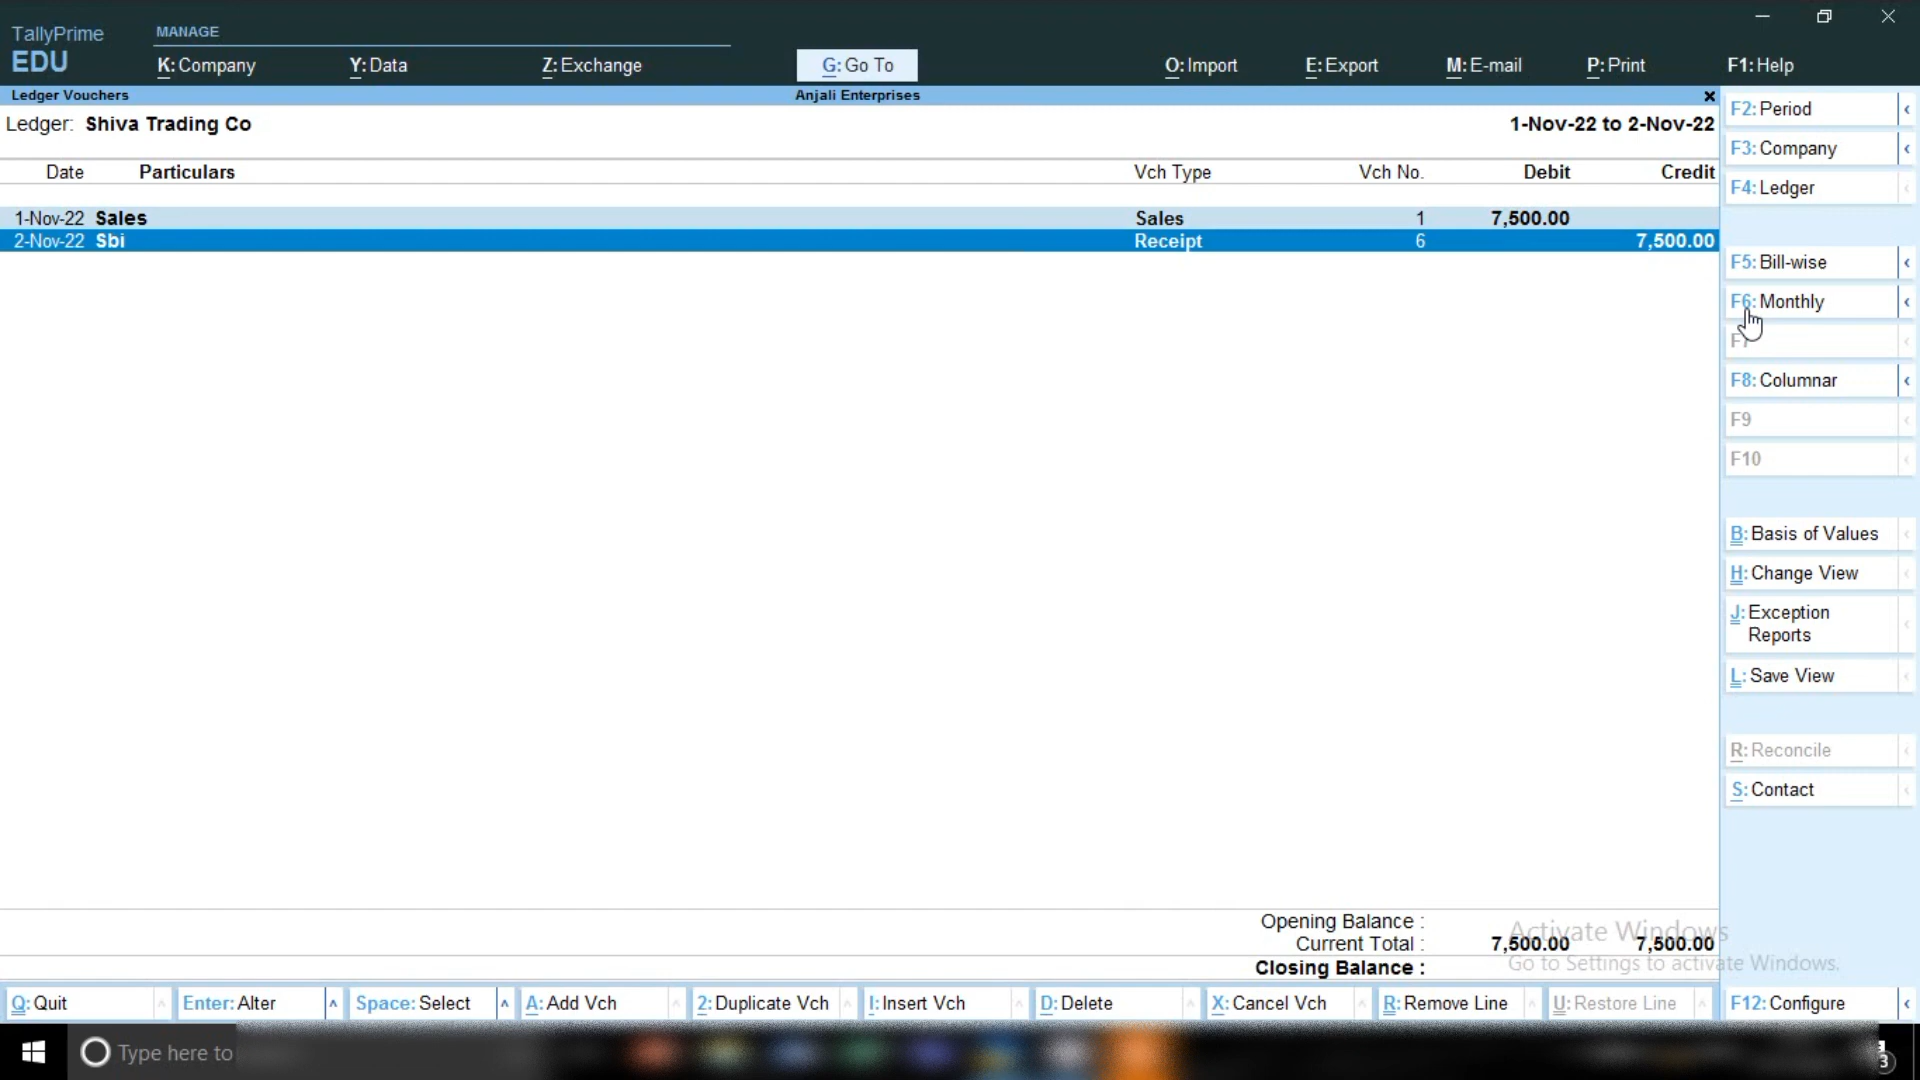 TallyPrime
EDU
MANAGE
K: Company
Y: Data
Z: Exchange
G: Go To
O: Import
E: Export
M: E-mail
P: Print
F1: Help
Ledger Vouchers
Anjali Enterprises
Ledger: Shiva Trading Co
1-Nov-22 to 2-Nov-22
Date Particulars Vch Type Vch No. Debit Credit
1-Nov-22 Sales Sales 1 7,500.00
2-Nov-22 Sbi Receipt 6 7,500.00
Opening Balance :
Current Total : 7,500.00 7,500.00
Closing Balance :
F2: Period
F3: Company
F4: Ledger
F5: Bill-wise
F6: Monthly
F7
F8: Columnar
F9
F10
B: Basis of Values
H: Change View
J: Exception
Reports
L: Save View
R: Reconcile
S: Contact
Activate Windows
Go to Settings to activate Windows.
Q: Quit
Enter: Alter
Space: Select
A: Add Vch
2: Duplicate Vch
I: Insert Vch
D: Delete
X: Cancel Vch
R: Remove Line
U: Restore Line
F12: Configure
Type here to
3